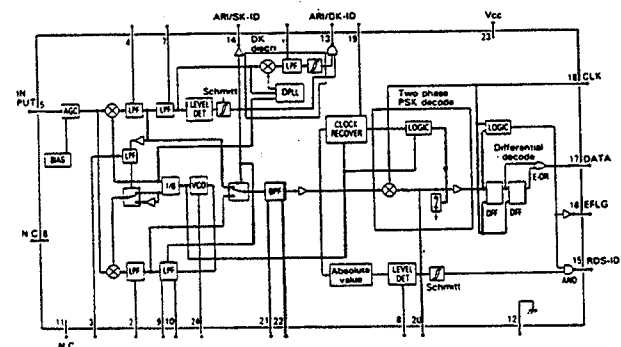 ARI/SK-ID ARI/DK-ID Vcc
4 7 14 DK discri 13 19 23
IN PUT 5 AGC LPF LPF LEVEL DET Schmitt LPF DPLL 18 CLK
Two phase PSK decode
CLOCK RECOVER LOGIC LOGIC
BIAS LPF Differential decode
17 DATA
1/8 VCO BPF E-OR
DFF DFF
16 EFLG
N C 6
LPF LPF Absolute value LEVEL DET Schmitt 15 RDS-ID
AND
11 3 2 9 10 24 21 22 8 20 12
N.C